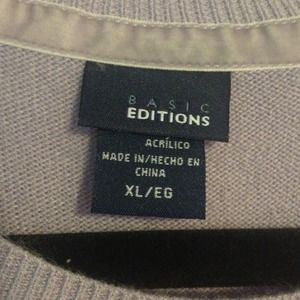 BASIC
EDITIONS
ACRÍLICO
MADE IN/HECHO EN
CHINA
XL/EG